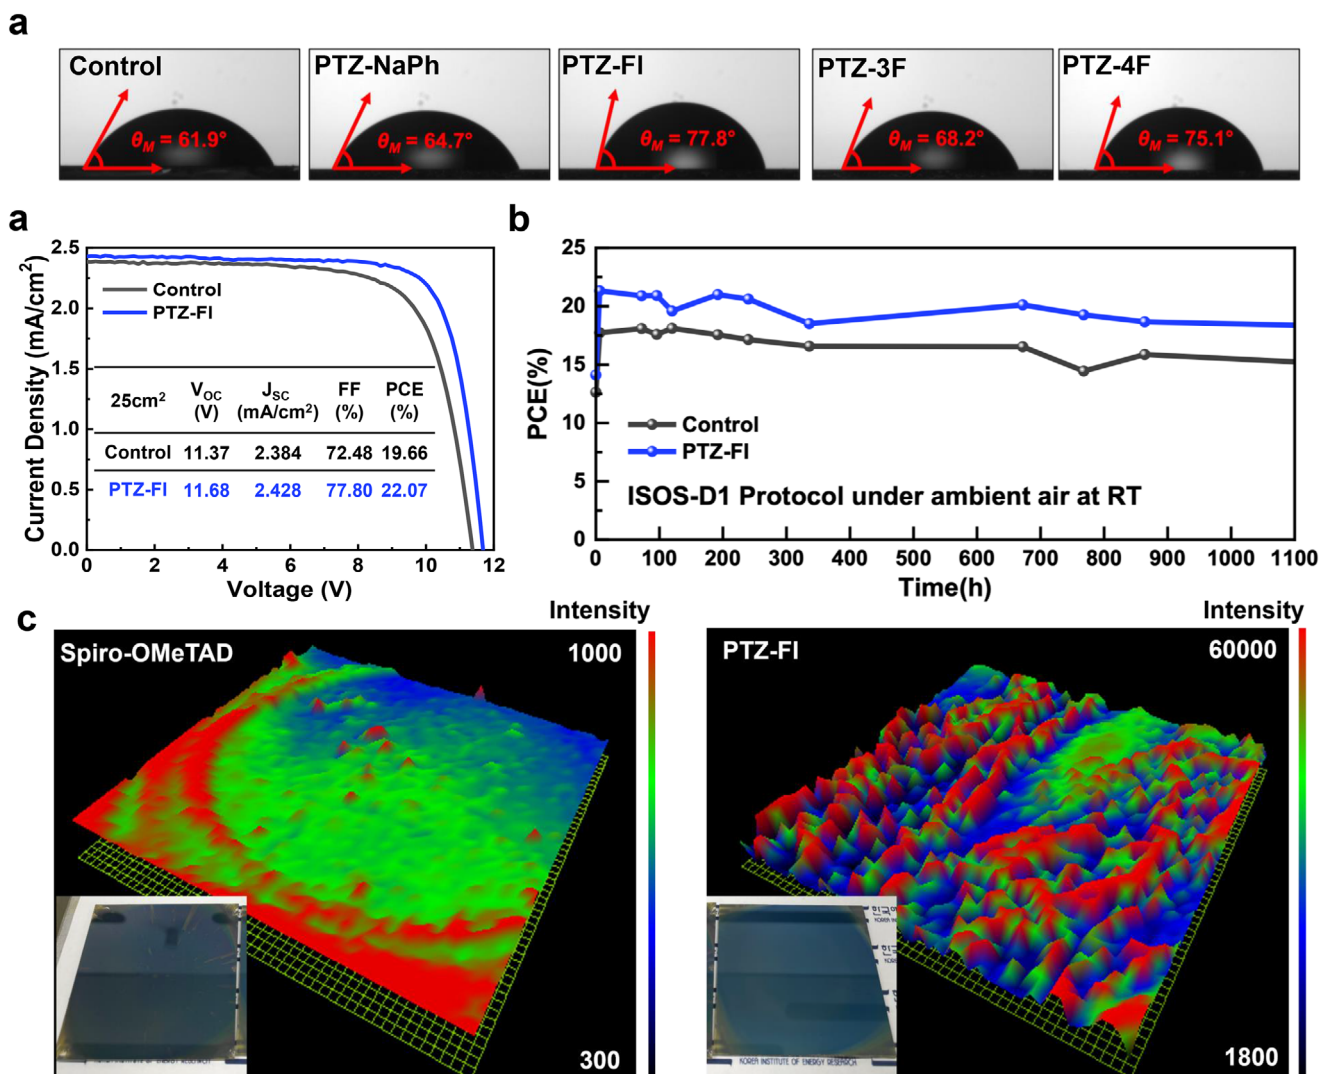 a
Control
θM = 61.9°
PTZ-NaPh
θM = 64.7°
PTZ-FI
θM = 77.8°
PTZ-3F
θM = 68.2°
PTZ-4F
θM = 75.1°
a
Current Density (mA/cm²)
2.5
2.0
1.5
1.0
0.5
0.0
Control
PTZ-FI
25cm² VOC (V) JSC (mA/cm²) FF (%) PCE (%)
Control 11.37 2.384 72.48 19.66
PTZ-FI 11.68 2.428 77.80 22.07
0 2 4 6 8 10 12
Voltage (V)
b
PCE(%)
25
20
15
10
5
0
Control
PTZ-FI
ISOS-D1 Protocol under ambient air at RT
0 100 200 300 400 500 600 700 800 900 1000 1100
Time(h)
c
Intensity
Spiro-OMeTAD
1000
300
Intensity
PTZ-FI
60000
1800
KOREA INSTITUTE OF ENERGY RESEARCH